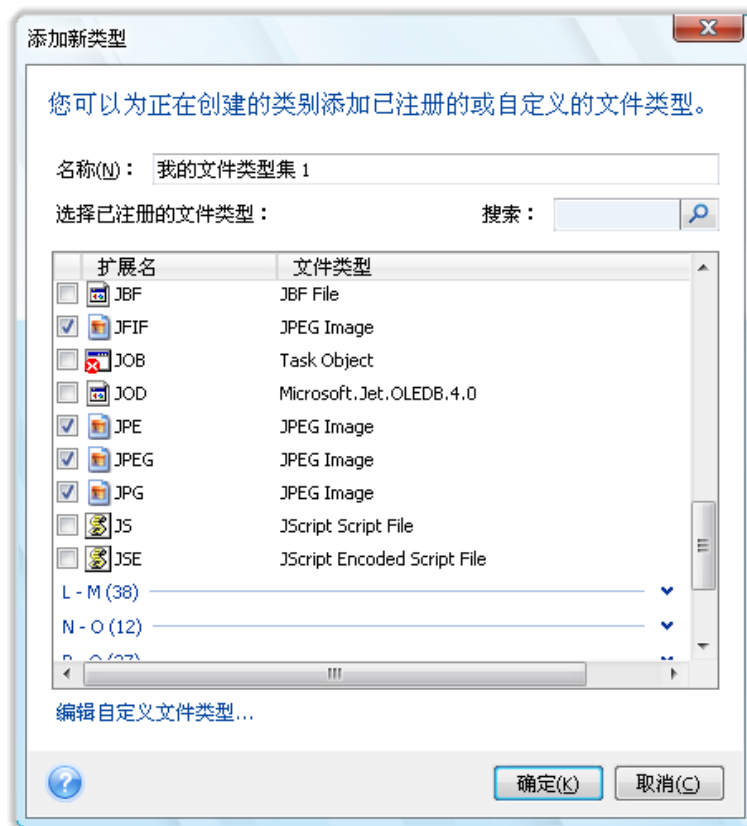 添加新类型
您可以为正在创建的类别添加已注册的或自定义的文件类型。
名称(N)： 我的文件类型集 1
选择已注册的文件类型： 搜索：
扩展名 文件类型
JBF JBF File
JFIF JPEG Image
JOB Task Object
JOD Microsoft.Jet.OLEDB.4.0
JPE JPEG Image
JPEG JPEG Image
JPG JPEG Image
JS JScript Script File
JSE JScript Encoded Script File
L - M (38)
N - O (12)
编辑自定义文件类型...
确定(K) 取消(C)